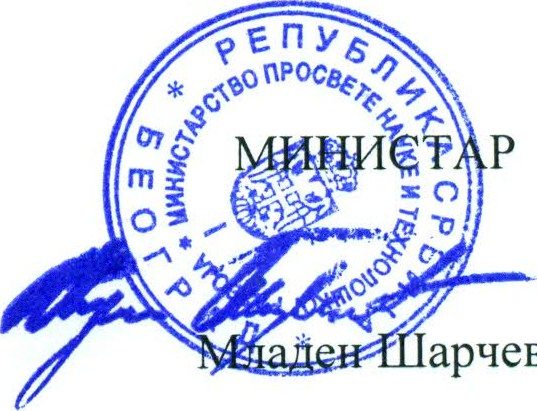 * РЕПУБЛИКА СРБИЈА * БЕОГРАД
* МИНИСТАРСТВО ПРОСВЕТЕ НАУКЕ И ТЕХНОЛОШКОГ
МИНИСТАР
Младен Шарчев